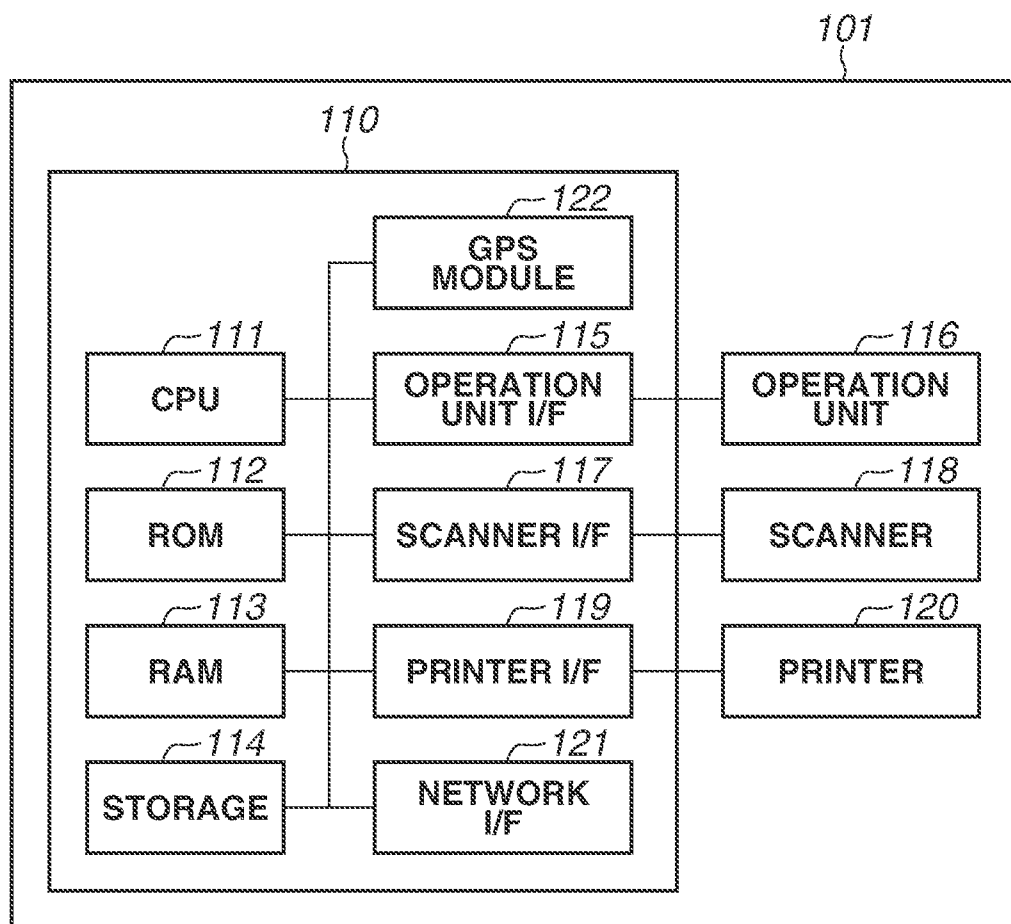 101
110
122
GPS
MODULE
111
CPU
115
OPERATION
UNIT I/F
116
OPERATION
UNIT
112
ROM
117
SCANNER I/F
118
SCANNER
113
RAM
119
PRINTER I/F
120
PRINTER
114
STORAGE
121
NETWORK
I/F